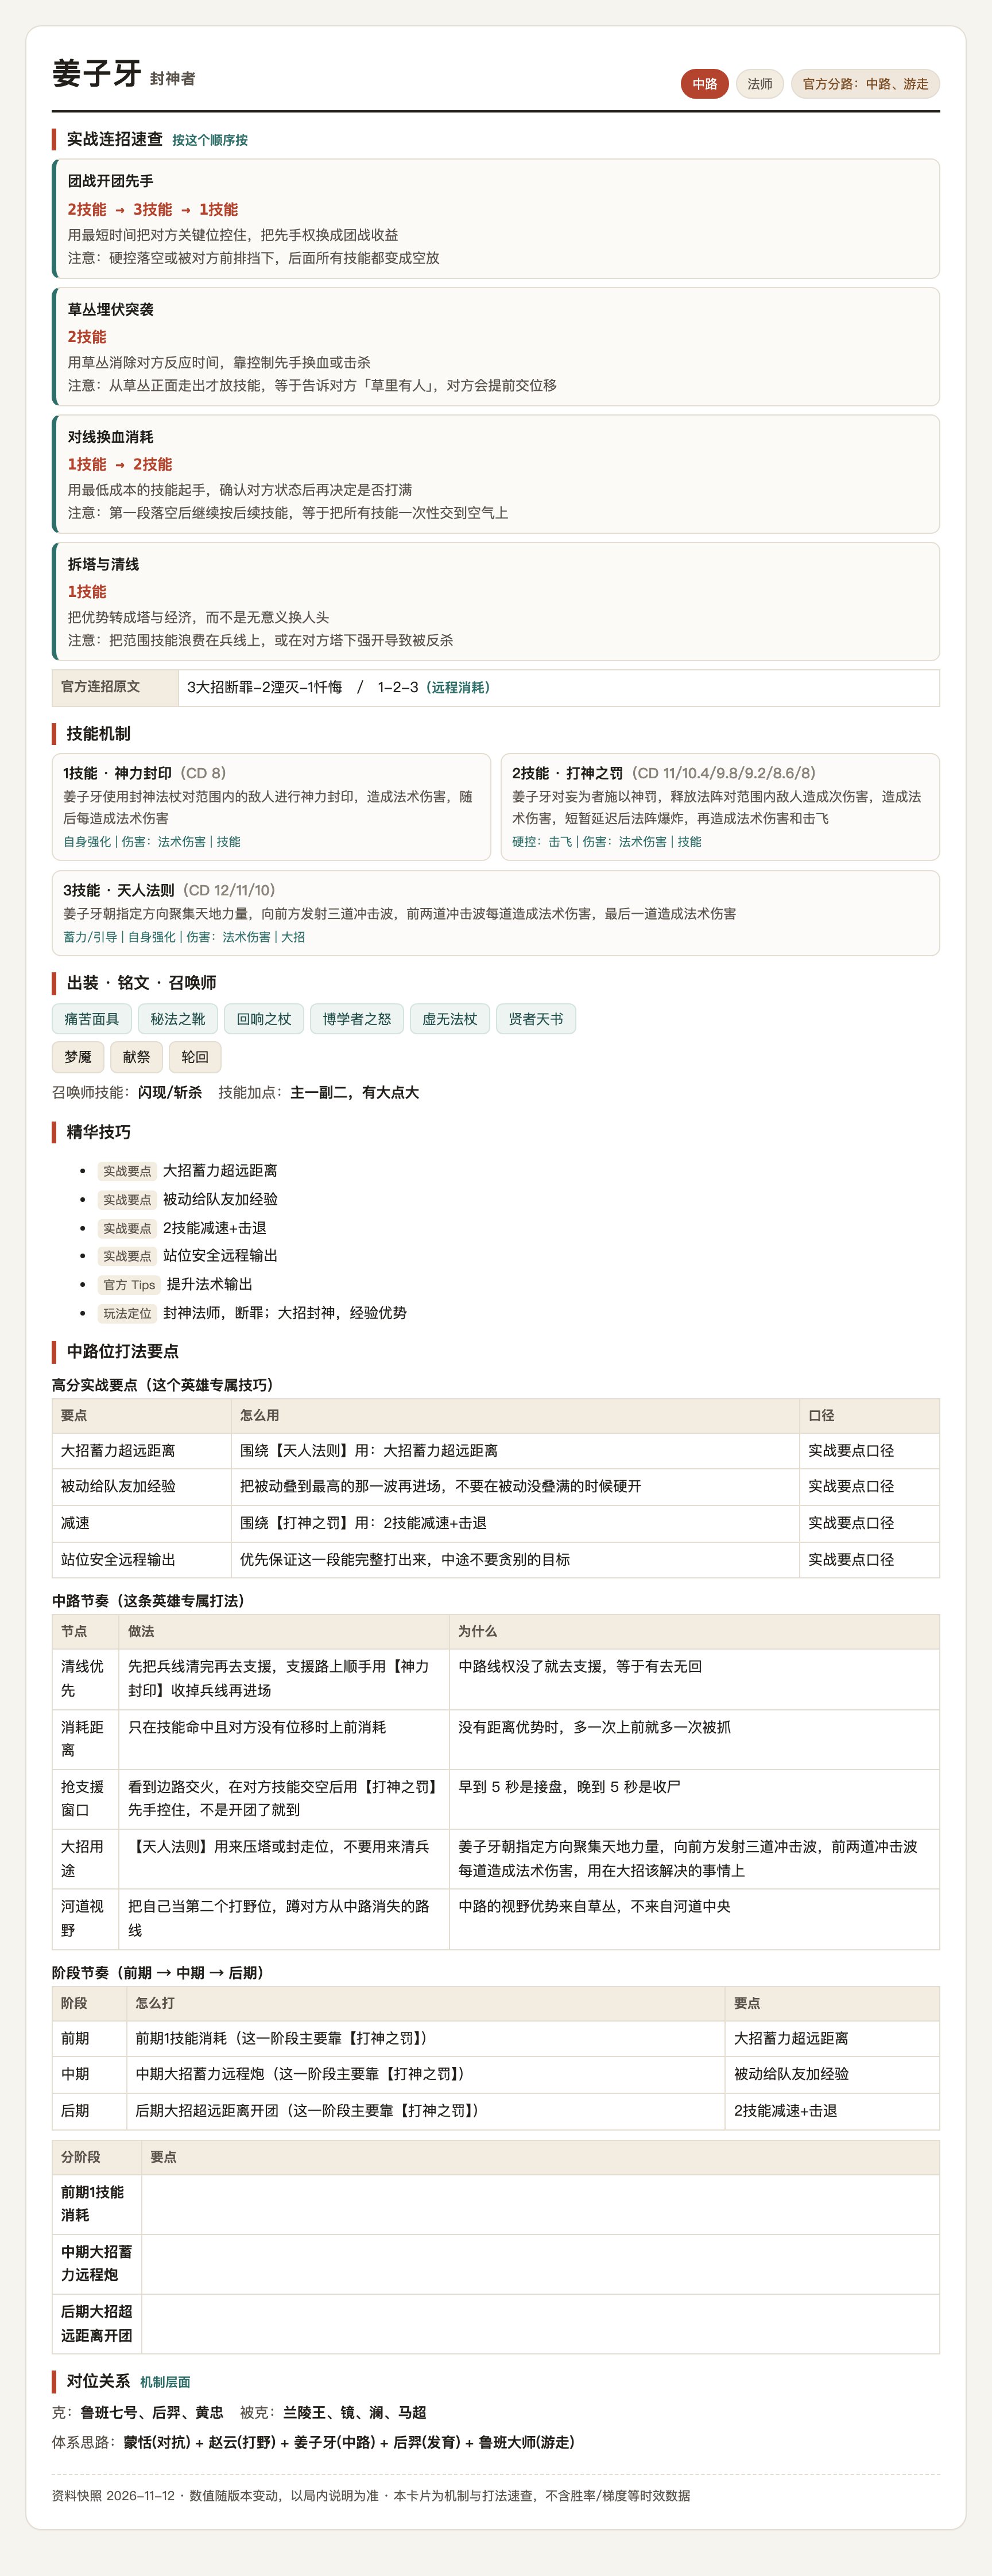 姜子牙 封神者
中路 法师 官方分路：中路、游走
实战连招速查 按这个顺序按
团战开团先手
2技能 → 3技能 → 1技能
用最短时间把对方关键位控住，把先手权换成团战收益
注意：硬控落空或被对方前排挡下，后面所有技能都变成空放
草丛埋伏突袭
2技能
用草丛消除对方反应时间，靠控制先手换血或击杀
注意：从草丛正面走出才放技能，等于告诉对方「草里有人」，对方会提前交位移
对线换血消耗
1技能 → 2技能
用最低成本的技能起手，确认对方状态后再决定是否打满
注意：第一段落空后继续按后续技能，等于把所有技能一次性交到空气上
拆塔与清线
1技能
把优势转成塔与经济，而不是无意义换人头
注意：把范围技能浪费在兵线上，或在对方塔下强开导致被反杀
官方连招原文 3大招断罪–2湮灭–1忏悔 / 1–2–3（远程消耗）
技能机制
1技能 · 神力封印（CD 8）
姜子牙使用封神法杖对范围内的敌人进行神力封印，造成法术伤害，随
后每造成法术伤害
自身强化 | 伤害：法术伤害 | 技能
2技能 · 打神之罚（CD 11/10.4/9.8/9.2/8.6/8）
姜子牙对妄为者施以神罚，释放法阵对范围内敌人造成次伤害，造成法
术伤害，短暂延迟后法阵爆炸，再造成法术伤害和击飞
硬控：击飞 | 伤害：法术伤害 | 技能
3技能 · 天人法则（CD 12/11/10）
姜子牙朝指定方向聚集天地力量，向前方发射三道冲击波，前两道冲击波每道造成法术伤害，最后一道造成法术伤害
蓄力/引导 | 自身强化 | 伤害：法术伤害 | 大招
出装 · 铭文 · 召唤师
痛苦面具 秘法之靴 回响之杖 博学者之怒 虚无法杖 贤者天书
梦魇 献祭 轮回
召唤师技能：闪现/斩杀 技能加点：主一副二，有大点大
精华技巧
• 实战要点 大招蓄力超远距离
• 实战要点 被动给队友加经验
• 实战要点 2技能减速+击退
• 实战要点 站位安全远程输出
• 官方 Tips 提升法术输出
• 玩法定位 封神法师，断罪；大招封神，经验优势
中路位打法要点
高分实战要点（这个英雄专属技巧）
要点 怎么用 口径
大招蓄力超远距离 围绕【天人法则】用：大招蓄力超远距离 实战要点口径
被动给队友加经验 把被动叠到最高的那一波再进场，不要在被动没叠满的时候硬开 实战要点口径
减速 围绕【打神之罚】用：2技能减速+击退 实战要点口径
站位安全远程输出 优先保证这一段能完整打出来，中途不要贪别的目标 实战要点口径
中路节奏（这条英雄专属打法）
节点 做法 为什么
清线优
先
先把兵线清完再去支援，支援路上顺手用【神力
封印】收掉兵线再进场
中路线权没了就去支援，等于有去无回
消耗距
离
只在技能命中且对方没有位移时上前消耗
没有距离优势时，多一次上前就多一次被抓
抢支援
窗口
看到边路交火，在对方技能交空后用【打神之罚】
先手控住，不是开团了就到
早到 5 秒是接盘，晚到 5 秒是收尸
大招用
途
【天人法则】用来压塔或封走位，不要用来清兵
姜子牙朝指定方向聚集天地力量，向前方发射三道冲击波，前两道冲击波
每道造成法术伤害，用在大招该解决的事情上
河道视
野
把自己当第二个打野位，蹲对方从中路消失的路
线
中路的视野优势来自草丛，不来自河道中央
阶段节奏（前期 → 中期 → 后期）
阶段 怎么打 要点
前期 前期1技能消耗（这一阶段主要靠【打神之罚】） 大招蓄力超远距离
中期 中期大招蓄力远程炮（这一阶段主要靠【打神之罚】） 被动给队友加经验
后期 后期大招超远距离开团（这一阶段主要靠【打神之罚】） 2技能减速+击退
分阶段 要点
前期1技能
消耗
中期大招蓄
力远程炮
后期大招超
远距离开团
对位关系 机制层面
克：鲁班七号、后羿、黄忠 被克：兰陵王、镜、澜、马超
体系思路：蒙恬(对抗) + 赵云(打野) + 姜子牙(中路) + 后羿(发育) + 鲁班大师(游走)
资料快照 2026–11–12 · 数值随版本变动，以局内说明为准 · 本卡片为机制与打法速查，不含胜率/梯度等时效数据